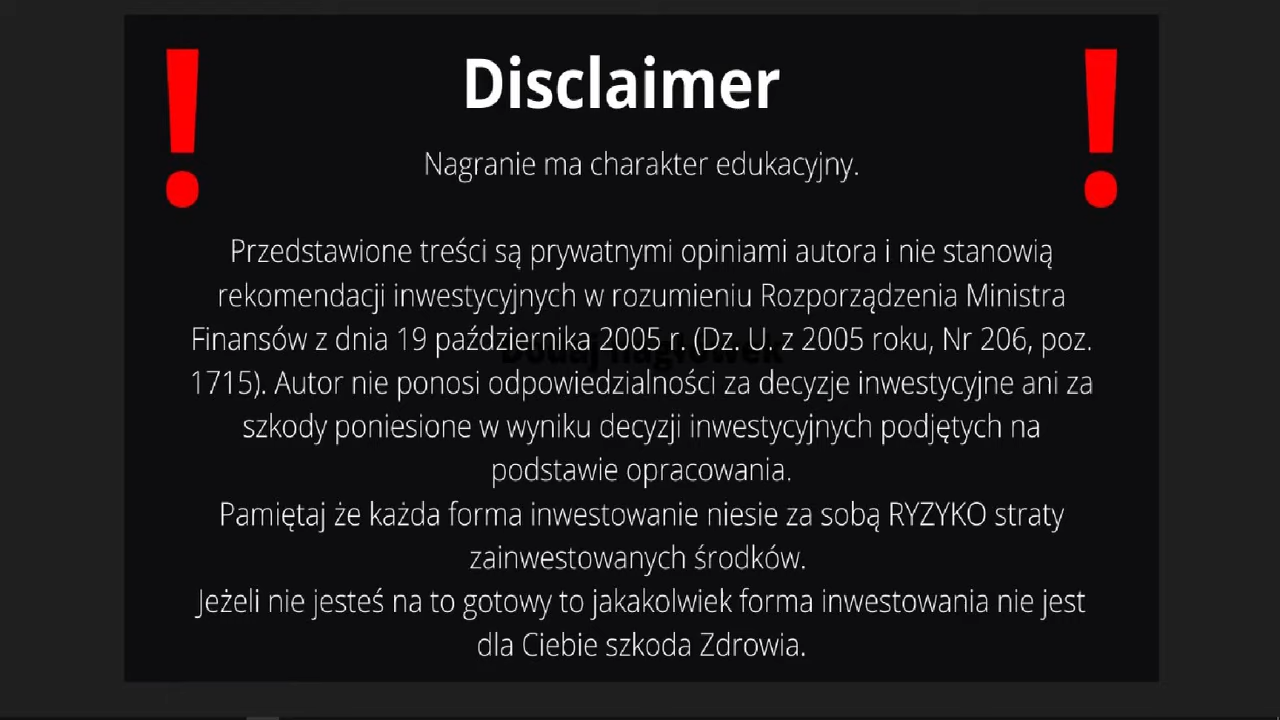 Disclaimer
Nagranie ma charakter edukacyjny.
Przedstawione treści są prywatnymi opiniami autora i nie stanowią
rekomendacji inwestycyjnych w rozumieniu Rozporządzenia Ministra
Finansów z dnia 19 października 2005 r. (Dz. U. z 2005 roku, Nr 206, poz.
1715). Autor nie ponosi odpowiedzialności za decyzje inwestycyjne ani za
szkody poniesione w wyniku decyzji inwestycyjnych podjętych na
podstawie opracowania.
Pamiętaj że każda forma inwestowanie niesie za sobą RYZYKO straty
zainwestowanych środków.
Jeżeli nie jesteś na to gotowy to jakakolwiek forma inwestowania nie jest
dla Ciebie szkoda Zdrowia.
! !
Dodaj nagłówek